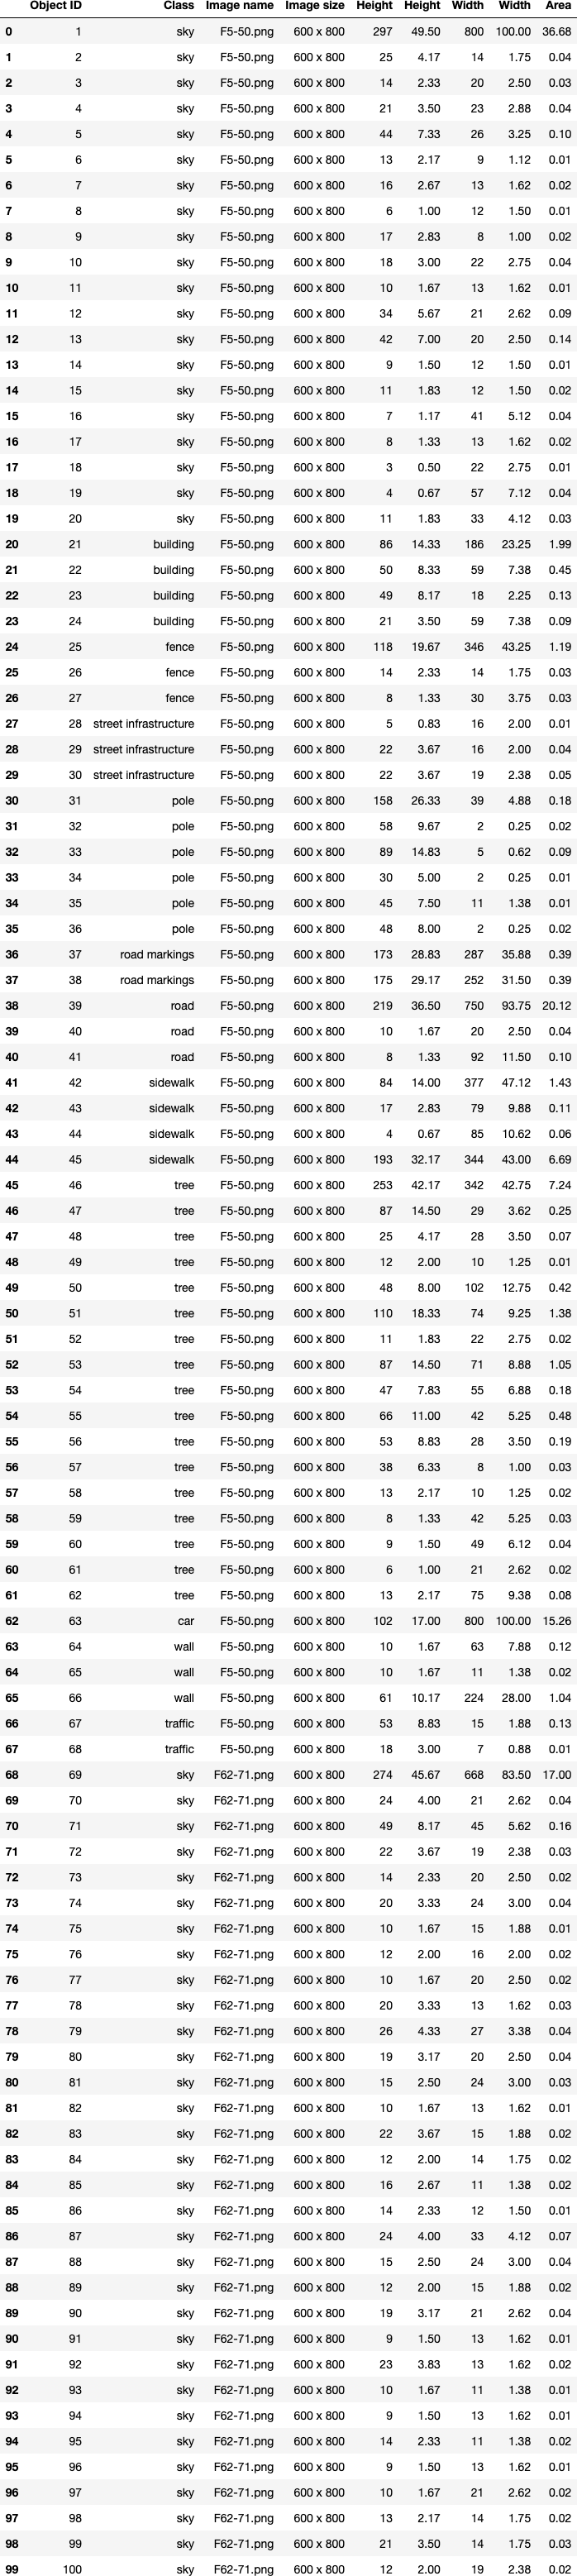 Object ID Class Image name Image size Height Height Width Width Area
0 1 sky F5-50.png 600 x 800 297 49.50 800 100.00 36.68
1 2 sky F5-50.png 600 x 800 25 4.17 14 1.75 0.04
2 3 sky F5-50.png 600 x 800 14 2.33 20 2.50 0.03
3 4 sky F5-50.png 600 x 800 21 3.50 23 2.88 0.04
4 5 sky F5-50.png 600 x 800 44 7.33 26 3.25 0.10
5 6 sky F5-50.png 600 x 800 13 2.17 9 1.12 0.01
6 7 sky F5-50.png 600 x 800 16 2.67 13 1.62 0.02
7 8 sky F5-50.png 600 x 800 6 1.00 12 1.50 0.01
8 9 sky F5-50.png 600 x 800 17 2.83 8 1.00 0.02
9 10 sky F5-50.png 600 x 800 18 3.00 22 2.75 0.04
10 11 sky F5-50.png 600 x 800 10 1.67 13 1.62 0.01
11 12 sky F5-50.png 600 x 800 34 5.67 21 2.62 0.09
12 13 sky F5-50.png 600 x 800 42 7.00 20 2.50 0.14
13 14 sky F5-50.png 600 x 800 9 1.50 12 1.50 0.01
14 15 sky F5-50.png 600 x 800 11 1.83 12 1.50 0.02
15 16 sky F5-50.png 600 x 800 7 1.17 41 5.12 0.04
16 17 sky F5-50.png 600 x 800 8 1.33 13 1.62 0.02
17 18 sky F5-50.png 600 x 800 3 0.50 22 2.75 0.01
18 19 sky F5-50.png 600 x 800 4 0.67 57 7.12 0.04
19 20 sky F5-50.png 600 x 800 11 1.83 33 4.12 0.03
20 21 building F5-50.png 600 x 800 86 14.33 186 23.25 1.99
21 22 building F5-50.png 600 x 800 50 8.33 59 7.38 0.45
22 23 building F5-50.png 600 x 800 49 8.17 18 2.25 0.13
23 24 building F5-50.png 600 x 800 21 3.50 59 7.38 0.09
24 25 fence F5-50.png 600 x 800 118 19.67 346 43.25 1.19
25 26 fence F5-50.png 600 x 800 14 2.33 14 1.75 0.03
26 27 fence F5-50.png 600 x 800 8 1.33 30 3.75 0.03
27 28 street infrastructure F5-50.png 600 x 800 5 0.83 16 2.00 0.01
28 29 street infrastructure F5-50.png 600 x 800 22 3.67 16 2.00 0.04
29 30 street infrastructure F5-50.png 600 x 800 22 3.67 19 2.38 0.05
30 31 pole F5-50.png 600 x 800 158 26.33 39 4.88 0.18
31 32 pole F5-50.png 600 x 800 58 9.67 2 0.25 0.02
32 33 pole F5-50.png 600 x 800 89 14.83 5 0.62 0.09
33 34 pole F5-50.png 600 x 800 30 5.00 2 0.25 0.01
34 35 pole F5-50.png 600 x 800 45 7.50 11 1.38 0.01
35 36 pole F5-50.png 600 x 800 48 8.00 2 0.25 0.02
36 37 road markings F5-50.png 600 x 800 173 28.83 287 35.88 0.39
37 38 road markings F5-50.png 600 x 800 175 29.17 252 31.50 0.39
38 39 road F5-50.png 600 x 800 219 36.50 750 93.75 20.12
39 40 road F5-50.png 600 x 800 10 1.67 20 2.50 0.04
40 41 road F5-50.png 600 x 800 8 1.33 92 11.50 0.10
41 42 sidewalk F5-50.png 600 x 800 84 14.00 377 47.12 1.43
42 43 sidewalk F5-50.png 600 x 800 17 2.83 79 9.88 0.11
43 44 sidewalk F5-50.png 600 x 800 4 0.67 85 10.62 0.06
44 45 sidewalk F5-50.png 600 x 800 193 32.17 344 43.00 6.69
45 46 tree F5-50.png 600 x 800 253 42.17 342 42.75 7.24
46 47 tree F5-50.png 600 x 800 87 14.50 29 3.62 0.25
47 48 tree F5-50.png 600 x 800 25 4.17 28 3.50 0.07
48 49 tree F5-50.png 600 x 800 12 2.00 10 1.25 0.01
49 50 tree F5-50.png 600 x 800 48 8.00 102 12.75 0.42
50 51 tree F5-50.png 600 x 800 110 18.33 74 9.25 1.38
51 52 tree F5-50.png 600 x 800 11 1.83 22 2.75 0.02
52 53 tree F5-50.png 600 x 800 87 14.50 71 8.88 1.05
53 54 tree F5-50.png 600 x 800 47 7.83 55 6.88 0.18
54 55 tree F5-50.png 600 x 800 66 11.00 42 5.25 0.48
55 56 tree F5-50.png 600 x 800 53 8.83 28 3.50 0.19
56 57 tree F5-50.png 600 x 800 38 6.33 8 1.00 0.03
57 58 tree F5-50.png 600 x 800 13 2.17 10 1.25 0.02
58 59 tree F5-50.png 600 x 800 8 1.33 42 5.25 0.03
59 60 tree F5-50.png 600 x 800 9 1.50 49 6.12 0.04
60 61 tree F5-50.png 600 x 800 6 1.00 21 2.62 0.02
61 62 tree F5-50.png 600 x 800 13 2.17 75 9.38 0.08
62 63 car F5-50.png 600 x 800 102 17.00 800 100.00 15.26
63 64 wall F5-50.png 600 x 800 10 1.67 63 7.88 0.12
64 65 wall F5-50.png 600 x 800 10 1.67 11 1.38 0.02
65 66 wall F5-50.png 600 x 800 61 10.17 224 28.00 1.04
66 67 traffic F5-50.png 600 x 800 53 8.83 15 1.88 0.13
67 68 traffic F5-50.png 600 x 800 18 3.00 7 0.88 0.01
68 69 sky F62-71.png 600 x 800 274 45.67 668 83.50 17.00
69 70 sky F62-71.png 600 x 800 24 4.00 21 2.62 0.04
70 71 sky F62-71.png 600 x 800 49 8.17 45 5.62 0.16
71 72 sky F62-71.png 600 x 800 22 3.67 19 2.38 0.03
72 73 sky F62-71.png 600 x 800 14 2.33 20 2.50 0.02
73 74 sky F62-71.png 600 x 800 20 3.33 24 3.00 0.04
74 75 sky F62-71.png 600 x 800 10 1.67 15 1.88 0.01
75 76 sky F62-71.png 600 x 800 12 2.00 16 2.00 0.02
76 77 sky F62-71.png 600 x 800 10 1.67 20 2.50 0.02
77 78 sky F62-71.png 600 x 800 20 3.33 13 1.62 0.03
78 79 sky F62-71.png 600 x 800 26 4.33 27 3.38 0.04
79 80 sky F62-71.png 600 x 800 19 3.17 20 2.50 0.04
80 81 sky F62-71.png 600 x 800 15 2.50 24 3.00 0.03
81 82 sky F62-71.png 600 x 800 10 1.67 13 1.62 0.01
82 83 sky F62-71.png 600 x 800 22 3.67 15 1.88 0.02
83 84 sky F62-71.png 600 x 800 12 2.00 14 1.75 0.02
84 85 sky F62-71.png 600 x 800 16 2.67 11 1.38 0.02
85 86 sky F62-71.png 600 x 800 14 2.33 12 1.50 0.01
86 87 sky F62-71.png 600 x 800 24 4.00 33 4.12 0.07
87 88 sky F62-71.png 600 x 800 15 2.50 24 3.00 0.04
88 89 sky F62-71.png 600 x 800 12 2.00 15 1.88 0.02
89 90 sky F62-71.png 600 x 800 19 3.17 21 2.62 0.04
90 91 sky F62-71.png 600 x 800 9 1.50 13 1.62 0.01
91 92 sky F62-71.png 600 x 800 23 3.83 13 1.62 0.02
92 93 sky F62-71.png 600 x 800 10 1.67 11 1.38 0.01
93 94 sky F62-71.png 600 x 800 9 1.50 13 1.62 0.01
94 95 sky F62-71.png 600 x 800 14 2.33 11 1.38 0.02
95 96 sky F62-71.png 600 x 800 9 1.50 13 1.62 0.01
96 97 sky F62-71.png 600 x 800 10 1.67 21 2.62 0.02
97 98 sky F62-71.png 600 x 800 13 2.17 14 1.75 0.02
98 99 sky F62-71.png 600 x 800 21 3.50 14 1.75 0.03
99 100 sky F62-71.png 600 x 800 12 2.00 19 2.38 0.02